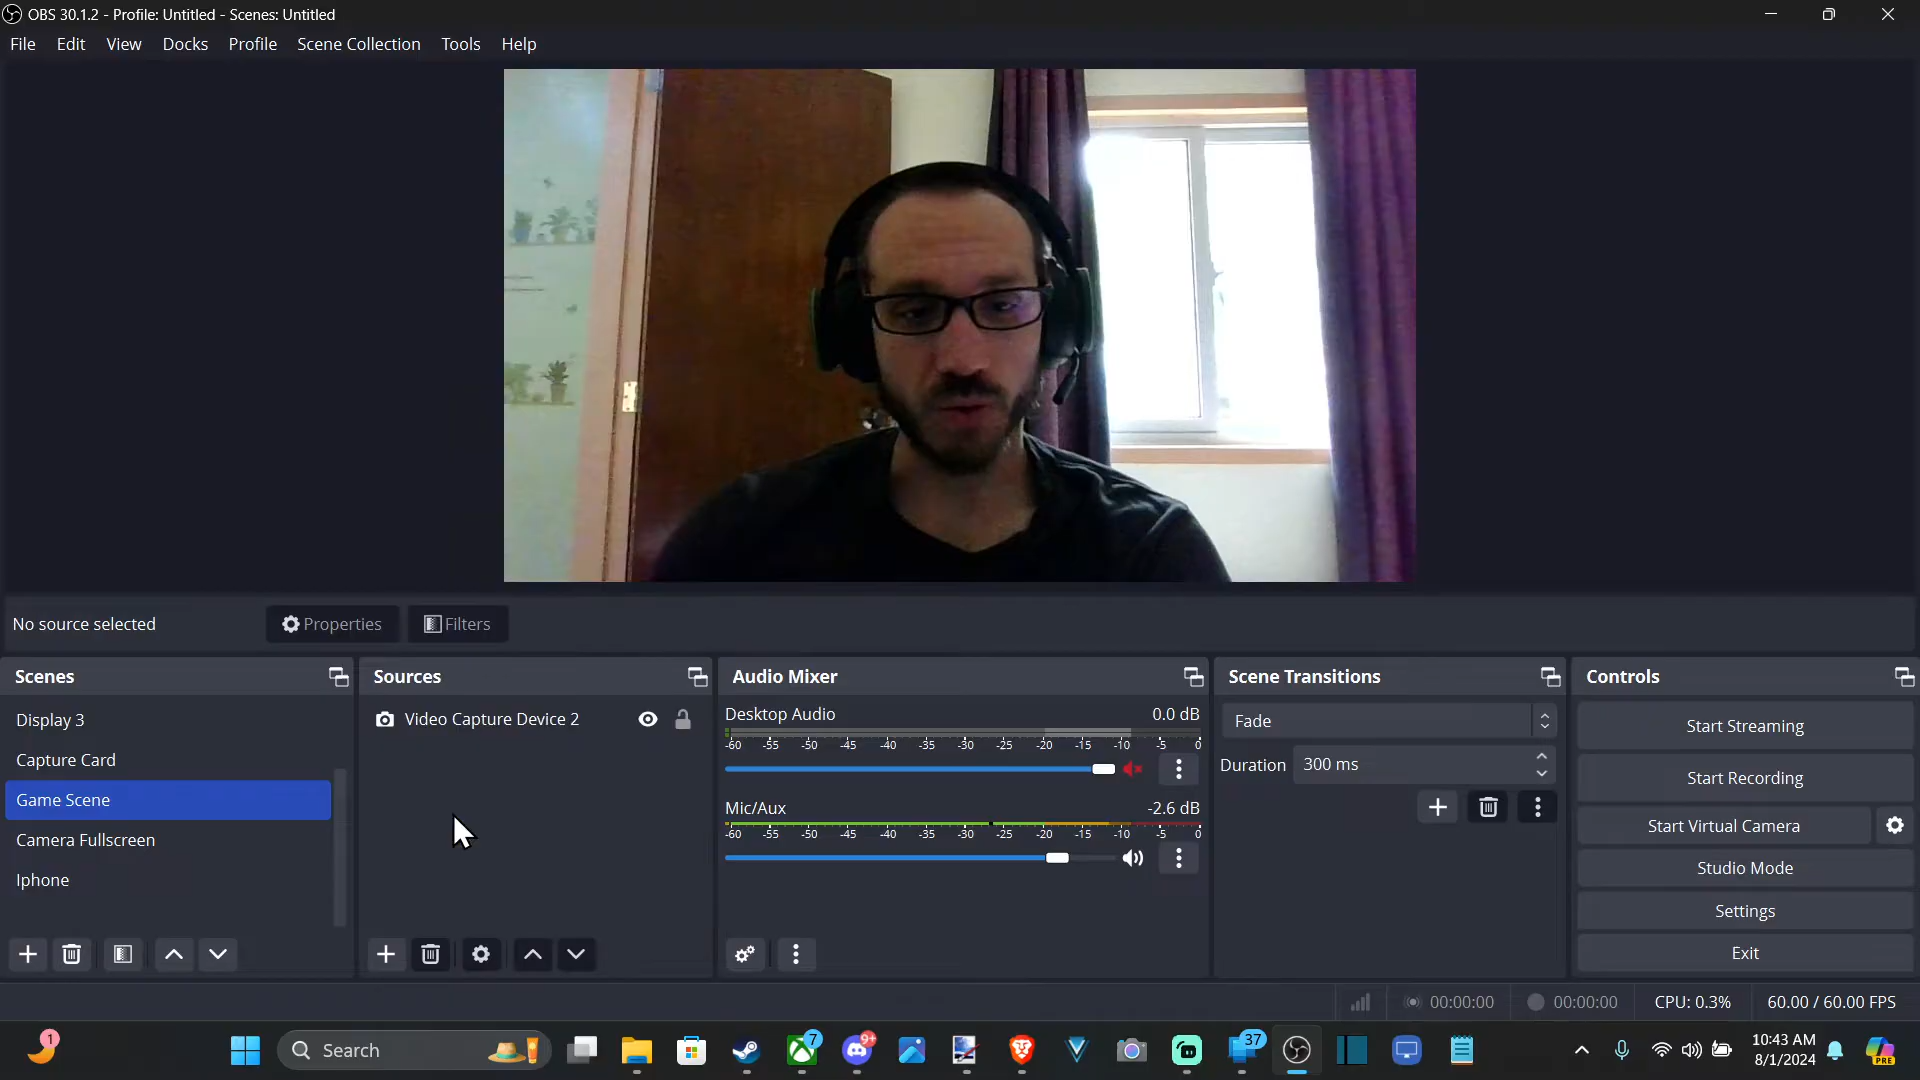 OBS 30.1.2 - Profile: Untitled - Scenes: Untitled
File Edit View Docks Profile Scene Collection Tools Help
No source selected Properties Filters
Scenes
Display 3
Capture Card
Game Scene
Camera Fullscreen
Iphone
Sources
Video Capture Device 2
Audio Mixer
Desktop Audio 0.0 dB
-60 -55 -50 -45 -40 -35 -30 -25 -20 -15 -10 -5 0
Mic/Aux -2.6 dB
-60 -55 -50 -45 -40 -35 -30 -25 -20 -15 -10 -5 0
Scene Transitions
Fade
Duration 300 ms
Controls
Start Streaming
Start Recording
Start Virtual Camera
Studio Mode
Settings
Exit
00:00:00 00:00:00 CPU: 0.3% 60.00 / 60.00 FPS
1 Search 7 9+ 37 10:43 AM
8/1/2024 PRE